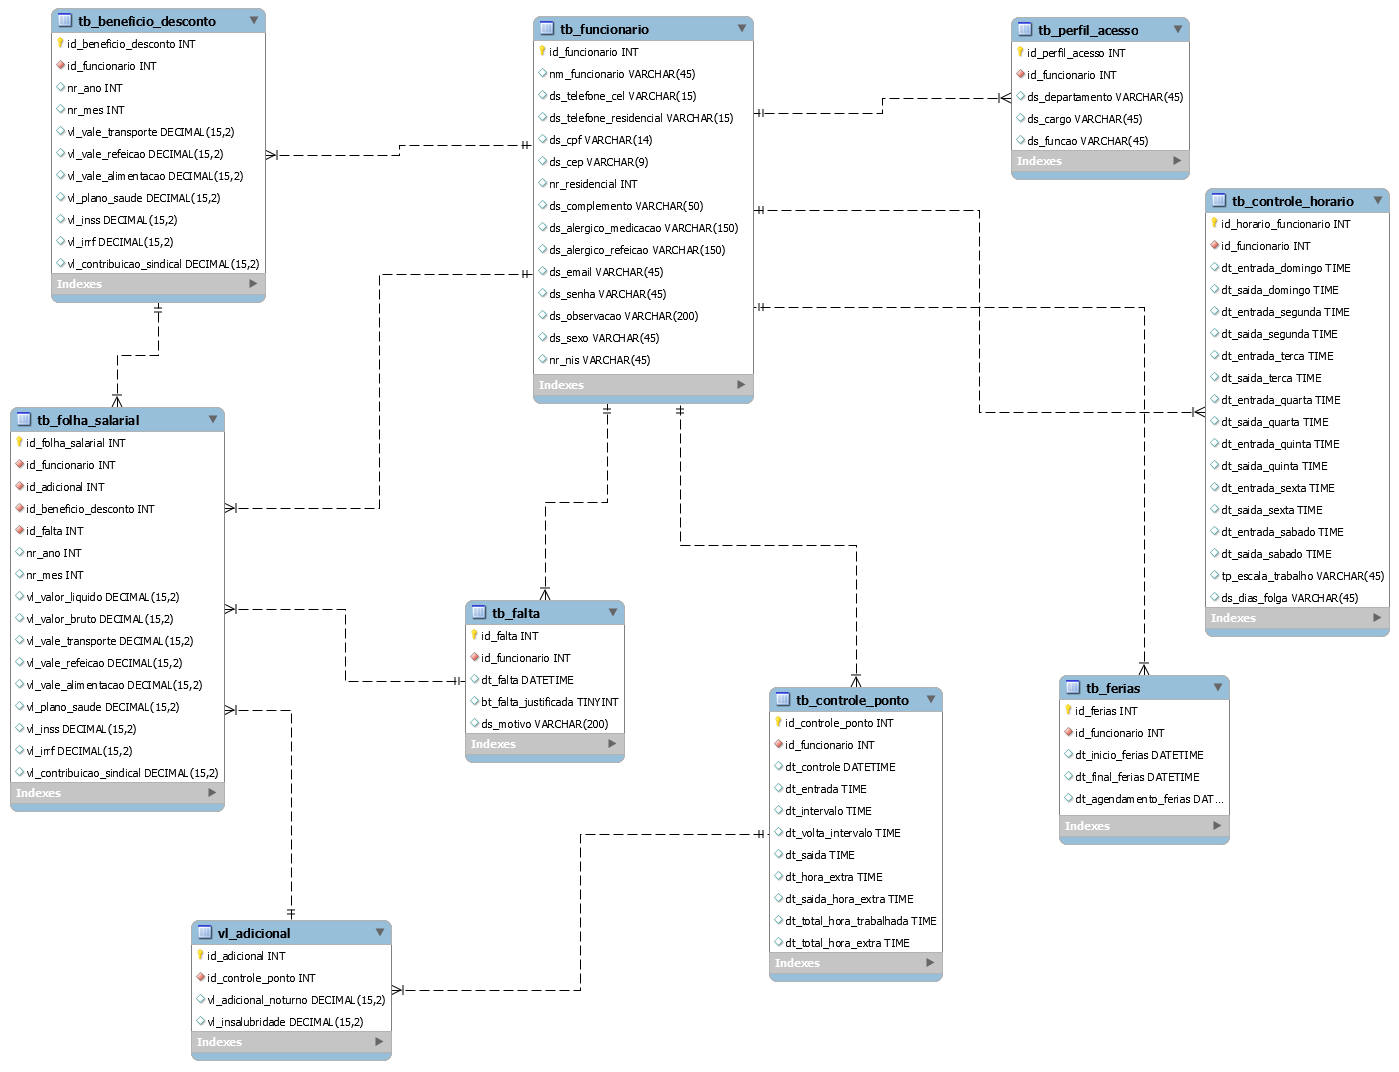 tb_beneficio_desconto
id_beneficio_desconto INT
id_funcionario INT
nr_ano INT
nr_mes INT
vl_vale_transporte DECIMAL(15,2)
vl_vale_refeicao DECIMAL(15,2)
vl_vale_alimentacao DECIMAL(15,2)
vl_plano_saude DECIMAL(15,2)
vl_inss DECIMAL(15,2)
vl_irrf DECIMAL(15,2)
vl_contribuicao_sindical DECIMAL(15,2)
Indexes
tb_funcionario
id_funcionario INT
nm_funcionario VARCHAR(45)
ds_telefone_cel VARCHAR(15)
ds_telefone_residencial VARCHAR(15)
ds_cpf VARCHAR(14)
ds_cep VARCHAR(9)
nr_residencial INT
ds_complemento VARCHAR(50)
ds_alergico_medicacao VARCHAR(150)
ds_alergico_refeicao VARCHAR(150)
ds_email VARCHAR(45)
ds_senha VARCHAR(45)
ds_observacao VARCHAR(200)
ds_sexo VARCHAR(45)
nr_nis VARCHAR(45)
Indexes
tb_perfil_acesso
id_perfil_acesso INT
id_funcionario INT
ds_departamento VARCHAR(45)
ds_cargo VARCHAR(45)
ds_funcao VARCHAR(45)
Indexes
tb_controle_horario
id_horario_funcionario INT
id_funcionario INT
dt_entrada_domingo TIME
dt_saida_domingo TIME
dt_entrada_segunda TIME
dt_saida_segunda TIME
dt_entrada_terca TIME
dt_saida_terca TIME
dt_entrada_quarta TIME
dt_saida_quarta TIME
dt_entrada_quinta TIME
dt_saida_quinta TIME
dt_entrada_sexta TIME
dt_saida_sexta TIME
dt_entrada_sabado TIME
dt_saida_sabado TIME
tp_escala_trabalho VARCHAR(45)
ds_dias_folga VARCHAR(45)
Indexes
tb_folha_salarial
id_folha_salarial INT
id_funcionario INT
id_adicional INT
id_beneficio_desconto INT
id_falta INT
nr_ano INT
nr_mes INT
vl_valor_liquido DECIMAL(15,2)
vl_valor_bruto DECIMAL(15,2)
vl_vale_transporte DECIMAL(15,2)
vl_vale_refeicao DECIMAL(15,2)
vl_vale_alimentacao DECIMAL(15,2)
vl_plano_saude DECIMAL(15,2)
vl_inss DECIMAL(15,2)
vl_irrf DECIMAL(15,2)
vl_contribuicao_sindical DECIMAL(15,2)
Indexes
tb_falta
id_falta INT
id_funcionario INT
dt_falta DATETIME
bt_falta_justificada TINYINT
ds_motivo VARCHAR(200)
Indexes
tb_controle_ponto
id_controle_ponto INT
id_funcionario INT
dt_controle DATETIME
dt_entrada TIME
dt_intervalo TIME
dt_volta_intervalo TIME
dt_saida TIME
dt_hora_extra TIME
dt_saida_hora_extra TIME
dt_total_hora_trabalhada TIME
dt_total_hora_extra TIME
Indexes
tb_ferias
id_ferias INT
id_funcionario INT
dt_inicio_ferias DATETIME
dt_final_ferias DATETIME
dt_agendamento_ferias DAT...
Indexes
vl_adicional
id_adicional INT
id_controle_ponto INT
vl_adicional_noturno DECIMAL(15,2)
vl_insalubridade DECIMAL(15,2)
Indexes